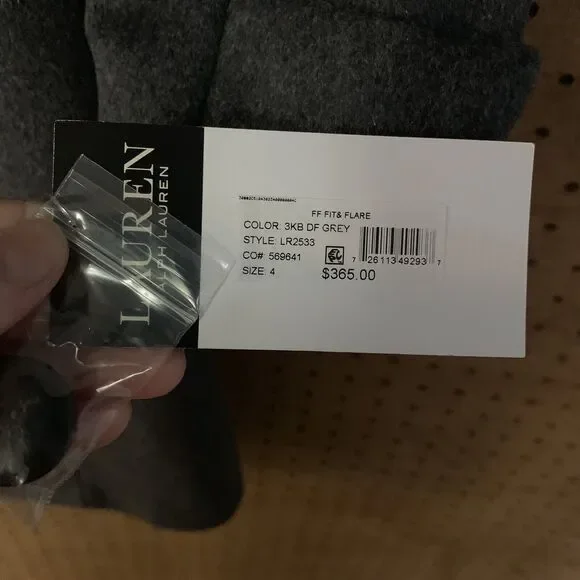 LAUREN
RALPH LAUREN
FF FIT& FLARE
COLOR: 3KB DF GREY
STYLE: LR2533
CO#: 569641
SIZE: 4
$365.00
7 26113 49293 7